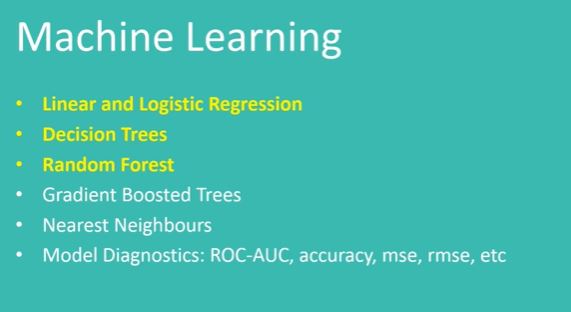 Machine Learning
• Linear and Logistic Regression
• Decision Trees
• Random Forest
• Gradient Boosted Trees
• Nearest Neighbours
• Model Diagnostics: ROC-AUC, accuracy, mse, rmse, etc